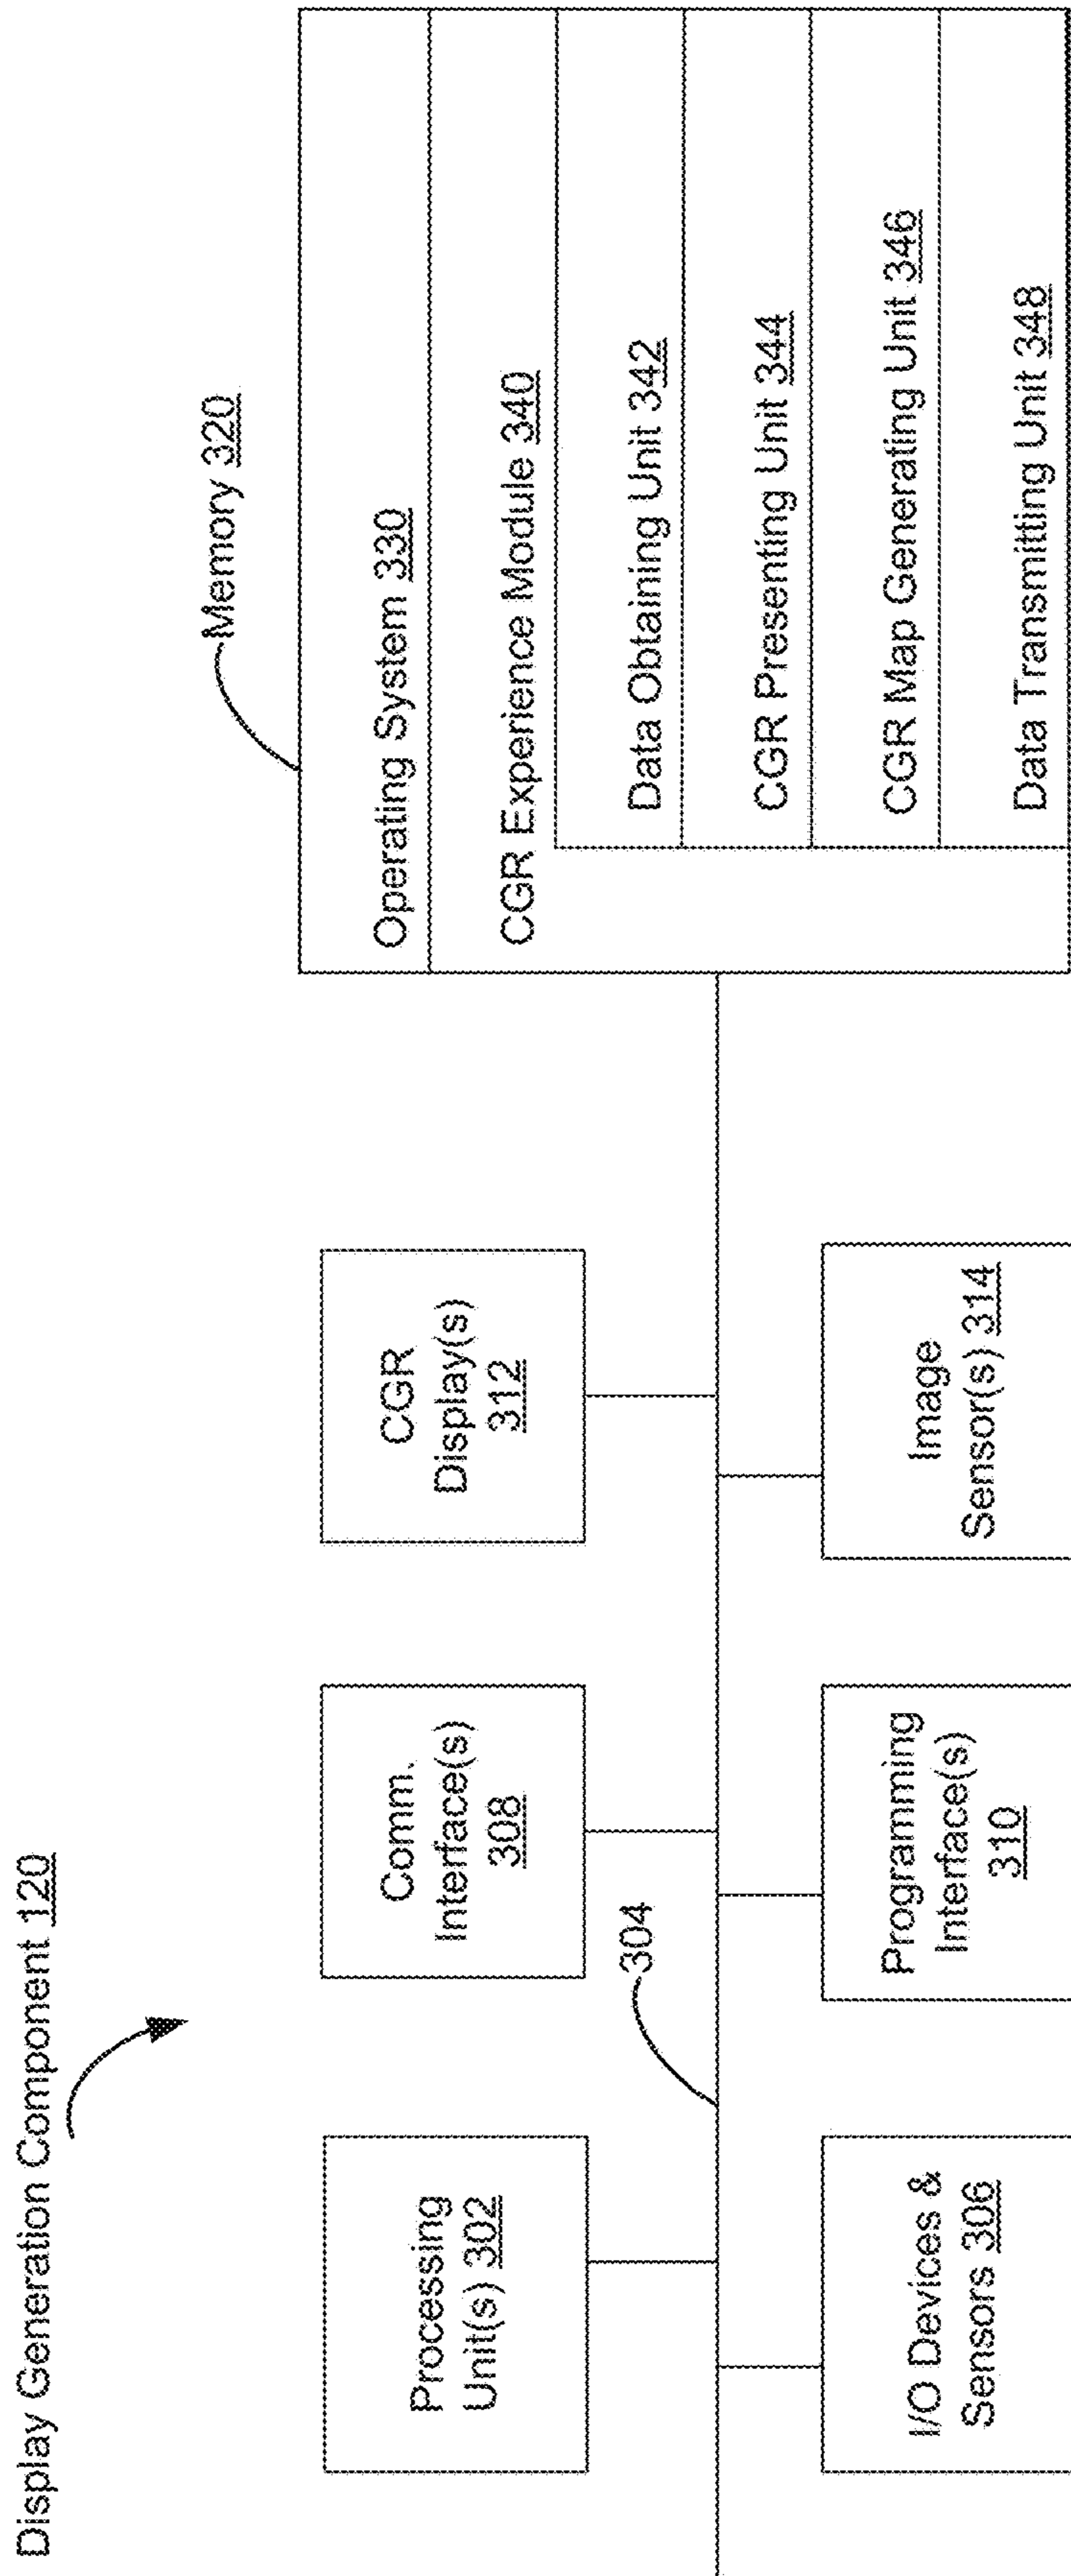 Display Generation Component 120
Processing
Unit(s) 302
Comm.
Interface(s)
308
CGR
Display(s)
312
304
I/O Devices &
Sensors 306
Programming
Interface(s)
310
Image
Sensor(s) 314
Memory 320
Operating System 330
CGR Experience Module 340
Data Obtaining Unit 342
CGR Presenting Unit 344
CGR Map Generating Unit 346
Data Transmitting Unit 348